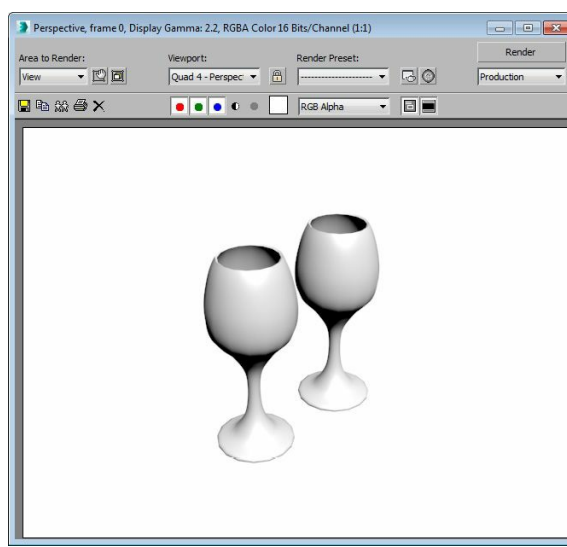 Perspective, frame 0, Display Gamma: 2.2, RGBA Color 16 Bits/Channel (1:1)
Area to Render:
Viewport:
Render Preset:
Render
View
Quad 4 - Perspec
Production
RGB Alpha